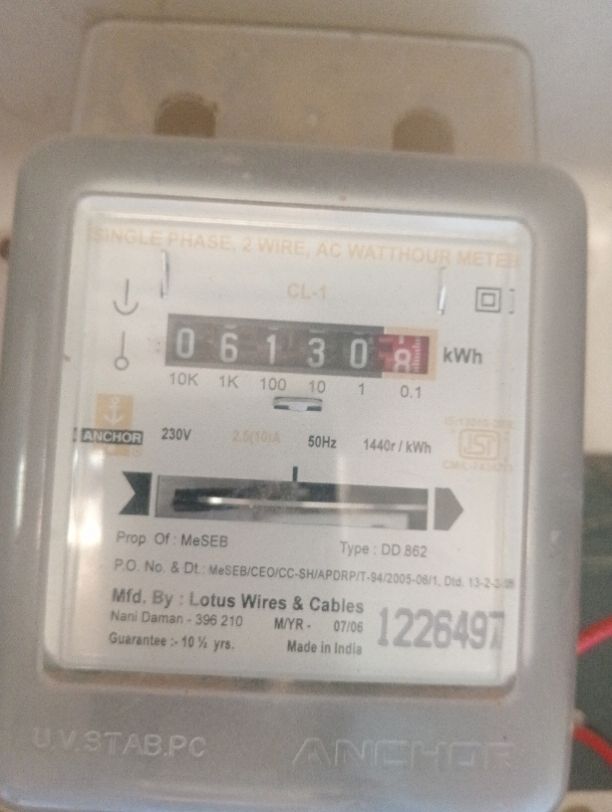 SINGLE PHASE, 2 WIRE, AC WATTHOUR METER
CL-1
0 6 1 3 0 8 kWh
10K 1K 100 10 1 0.1
ANCHOR 230V 2.5(10)A 50Hz 1440r / kWh
Prop. Of : MeSEB Type : DD 862
P.O. No. & Dt.: MeSEB/CEO/CC-SH/APDRP/T-94/2005-06/1, Dtd.
Mfd. By : Lotus Wires & Cables
Nani Daman - 396 210 M/YR - 07/06
Guarantee :- 10 ½ yrs. Made in India
1226497
U.V.STAB.PC ANCHOR